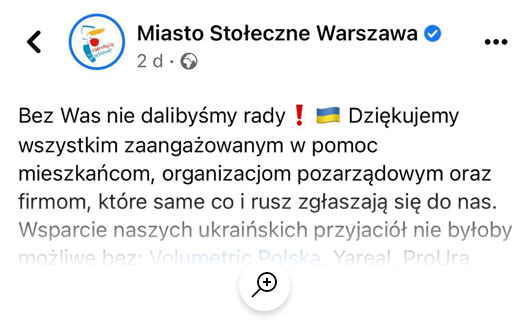 Miasto Stołeczne Warszawa
2 d ·
Bez Was nie dalibyśmy rady❗ 🇺🇦 Dziękujemy
wszystkim zaangażowanym w pomoc
mieszkańcom, organizacjom pozarządowym oraz
firmom, które same co i rusz zgłaszają się do nas.
Wsparcie naszych ukraińskich przyjaciół nie byłoby
możliwe bez: Volumetric Polska, Yareal, ProUra,